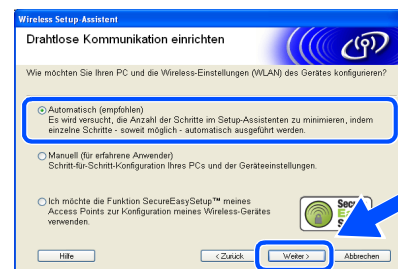 Wireless Setup-Assistent
Drahtlose Kommunikation einrichten
Wie möchten Sie Ihren PC und die Wireless-Einstellungen (WLAN) des Gerätes konfigurieren?
Automatisch (empfohlen)
Es wird versucht, die Anzahl der Schritte im Setup-Assistenten zu minimieren, indem
einzelne Schritte - soweit möglich - automatisch ausgeführt werden.
Manuell (für erfahrene Anwender)
Schritt-für-Schritt-Konfiguration Ihres PCs und der Geräteeinstellungen.
Ich möchte die Funktion SecureEasySetup™ meines
Access Points zur Konfiguration meines Wireless-Gerätes
verwenden.
Hilfe
< Zurück
Weiter >
Abbrechen